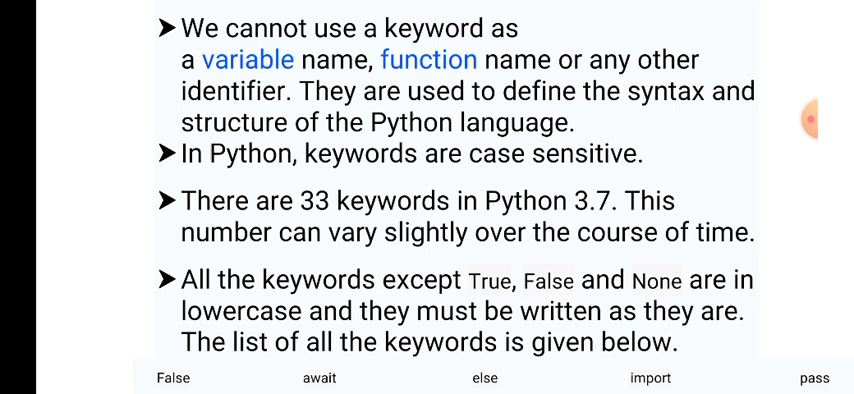 ➤ We cannot use a keyword as
a variable name, function name or any other
identifier. They are used to define the syntax and
structure of the Python language.
➤ In Python, keywords are case sensitive.
➤ There are 33 keywords in Python 3.7. This
number can vary slightly over the course of time.
➤ All the keywords except True, False and None are in
lowercase and they must be written as they are.
The list of all the keywords is given below.
False await else import pass